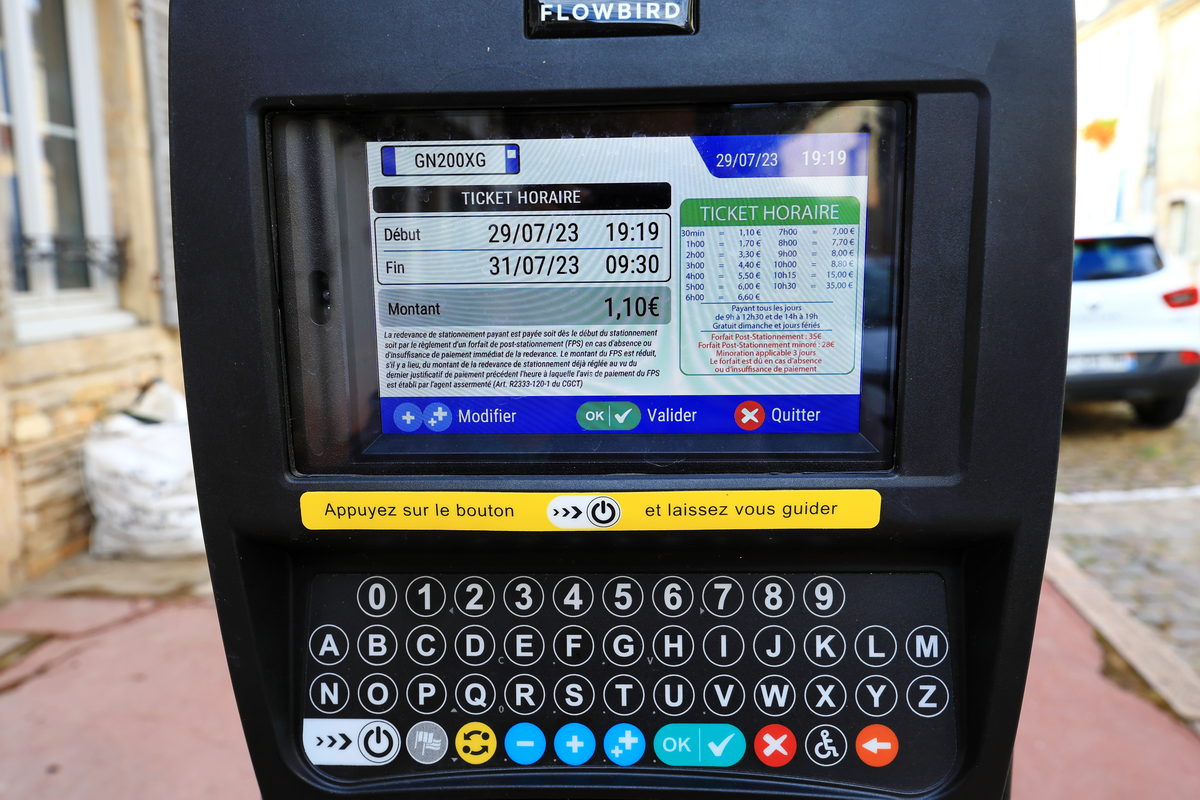 FLOWBIRD
GN200XG
29/07/23 19:19
TICKET HORAIRE
Début 29/07/23 19:19
Fin 31/07/23 09:30
Montant 1,10€
La redevance de stationnement payant est payée soit dès le début du stationnement
soit par le règlement d'un forfait de post-stationnement (FPS) en cas d'absence ou
d'insuffisance de paiement immédiat de la redevance. Le montant du FPS est réduit,
s'il y a lieu, du montant de la redevance de stationnement déjà réglée au vu du
dernier justificatif de paiement précédent l'heure à laquelle l'avis de paiement du FPS
est établi par l'agent assermenté (Art. R2333-120-1 du CGCT)
TICKET HORAIRE
30min = 1,10 € 7h00 = 7,00 €
1h00 = 1,70 € 8h00 = 7,70 €
2h00 = 3,30 € 9h00 = 8,00 €
3h00 = 4,40 € 10h00 = 8,80 €
4h00 = 5,50 € 10h15 = 15,00 €
5h00 = 6,00 € 10h30 = 35,00 €
6h00 = 6,60 €
Payant tous les jours
de 9h à 12h30 et de 14h à 19h
Gratuit dimanche et jours fériés
Forfait Post-Stationnement : 35€
Forfait Post-Stationnement minoré : 28€
Minoration applicable 3 jours
Le forfait est dû en cas d'absence
ou d'insuffisance de paiement
+ ++ Modifier OK Valider Quitter
Appuyez sur le bouton >>> et laissez vous guider
0 1 2 3 4 5 6 7 8 9
A B C D E F G H I J K L M
N O P Q R S T U V W X Y Z
>>> - + ++ OK